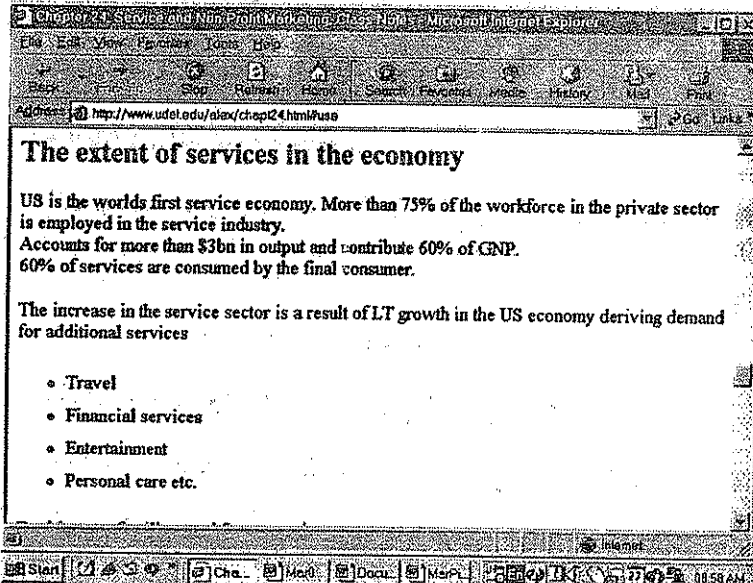 Chapter 24 Service and Non Profit Marketing, Class Notes - Microsoft Internet Explorer
File Edit View Favorites Tools Help
Back Stop Refresh Home Search Favorites Media History Mail Print
Address http://www.udel.edu/alex/chapt24.html#use Go Links
The extent of services in the economy
US is the worlds first service economy. More than 75% of the workforce in the private sector
is employed in the service industry.
Accounts for more than $3bn in output and contribute 60% of GNP.
60% of services are consumed by the final consumer.
The increase in the service sector is a result of LT growth in the US economy deriving demand
for additional services
• Travel
• Financial services
• Entertainment
• Personal care etc.
Internet
Start Cha... Docu...